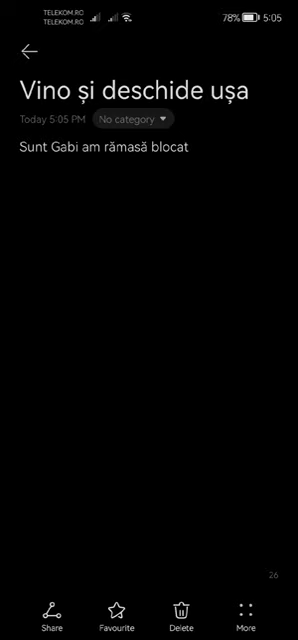 TELEKOM.RO
TELEKOM.RO
78%
5:05
Vino și deschide ușa
Today 5:05 PM
No category
Sunt Gabi am rămasă blocat
26
Share
Favourite
Delete
More